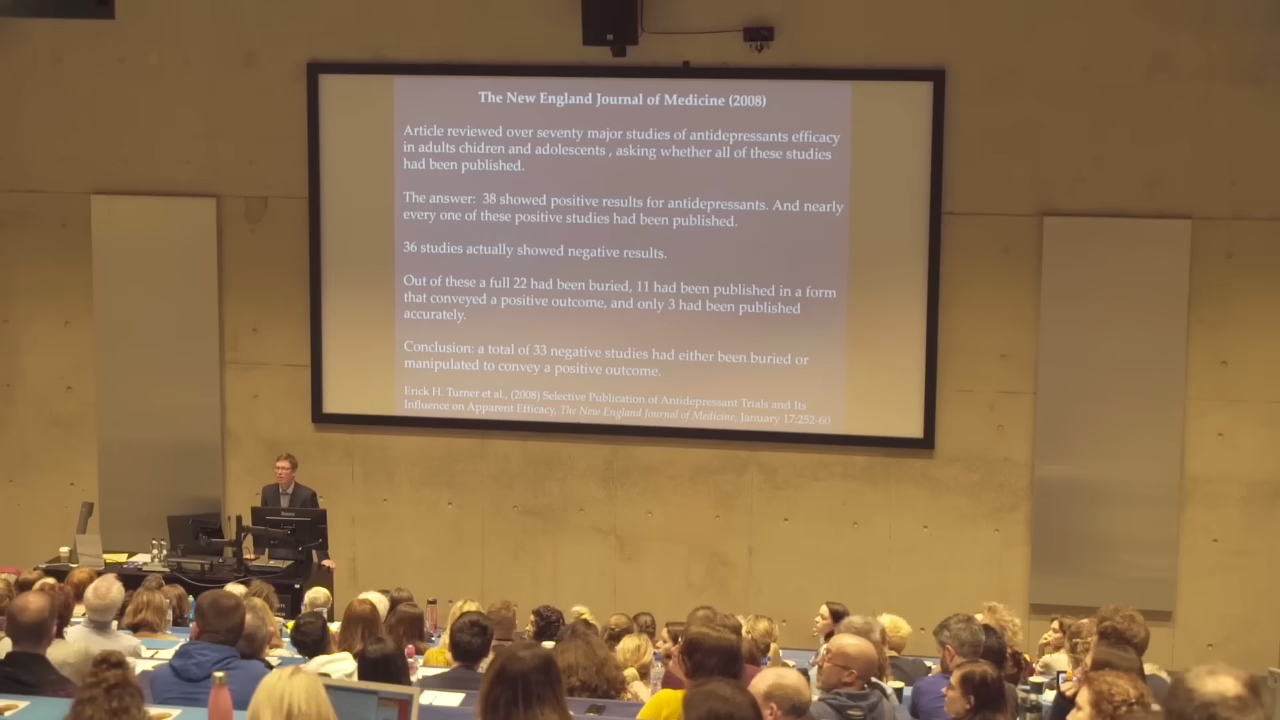 The New England Journal of Medicine (2008)
Article reviewed over seventy major studies of antidepressants efficacy
in adults chidren and adolescents , asking whether all of these studies
had been published.
The answer:  38 showed positive results for antidepressants. And nearly
every one of these positive studies had been published.
36 studies actually showed negative results.
Out of these a full 22 had been buried, 11 had been published in a form
that conveyed a positive outcome, and only 3 had been published
accurately.
Conclusion: a total of 33 negative studies had either been buried or
manipulated to convey a positive outcome.
Erick H. Turner et al., (2008) Selective Publication of Antidepressant Trials and Its
Influence on Apparent Efficacy, The New England Journal of Medicine, January 17:252-60